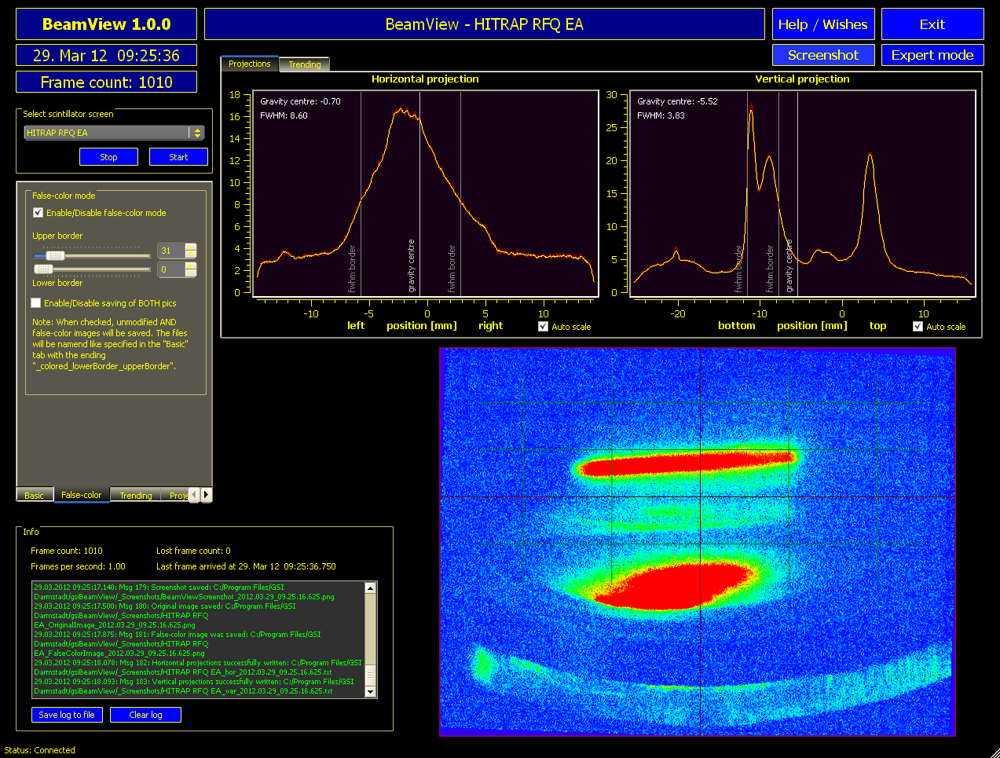 BeamView 1.0.0
BeamView - HITRAP RFQ EA
Help / Wishes
Exit
29. Mar 12 09:25:36
Screenshot
Expert mode
Frame count: 1010
Projections
Trending
Select scintillator screen
HITRAP RFQ EA
Stop
Start
False-color mode
Enable/Disable false-color mode
Upper border
31
0
Lower border
Enable/Disable saving of BOTH pics
Note: When checked, unmodified AND
false-color images will be saved. The files
will be namend like specified in the "Basic"
tab with the ending
"_colored_lowerBorder_upperBorder".
Basic
False-color
Trending
Proje
Horizontal projection
Gravity centre: -0.70
FWHM: 8.60
18
16
14
12
10
8
6
4
2
0
fwhm border
gravity centre
fwhm border
-10
-5
0
5
10
left
position [mm]
right
Auto scale
Vertical projection
Gravity centre: -5.52
FWHM: 3.83
30
25
20
15
10
5
0
fwhm border
fwhm border
gravity centre
-20
-10
0
10
bottom
position [mm]
top
Auto scale
Info
Frame count: 1010
Lost frame count: 0
Frames per second: 1.00
Last frame arrived at 29. Mar 12 09:25:36.750
29.03.2012 09:25:17.140: Msg 179: Screenshot saved: C:/Program Files/GSI
Darmstadt/gsiBeamView/_Screenshots/BeamViewScreenshot_2012.03.29_09.25.16.625.png
29.03.2012 09:25:17.500: Msg 180: Original image saved: C:/Program Files/GSI
Darmstadt/gsiBeamView/_Screenshots/HITRAP RFQ
EA_OriginalImage_2012.03.29_09.25.16.625.png
29.03.2012 09:25:17.875: Msg 181: False-color image was saved: C:/Program Files/GSI
Darmstadt/gsiBeamView/_Screenshots/HITRAP RFQ
EA_FalseColorImage_2012.03.29_09.25.16.625.png
29.03.2012 09:25:18.078: Msg 182: Horizontal projections successfully written: C:/Program Files/GSI
Darmstadt/gsiBeamView/_Screenshots/HITRAP RFQ EA_hor_2012.03.29_09.25.16.625.txt
29.03.2012 09:25:18.093: Msg 183: Vertical projections successfully written: C:/Program Files/GSI
Darmstadt/gsiBeamView/_Screenshots/HITRAP RFQ EA_ver_2012.03.29_09.25.16.625.txt
Save log to file
Clear log
Status: Connected